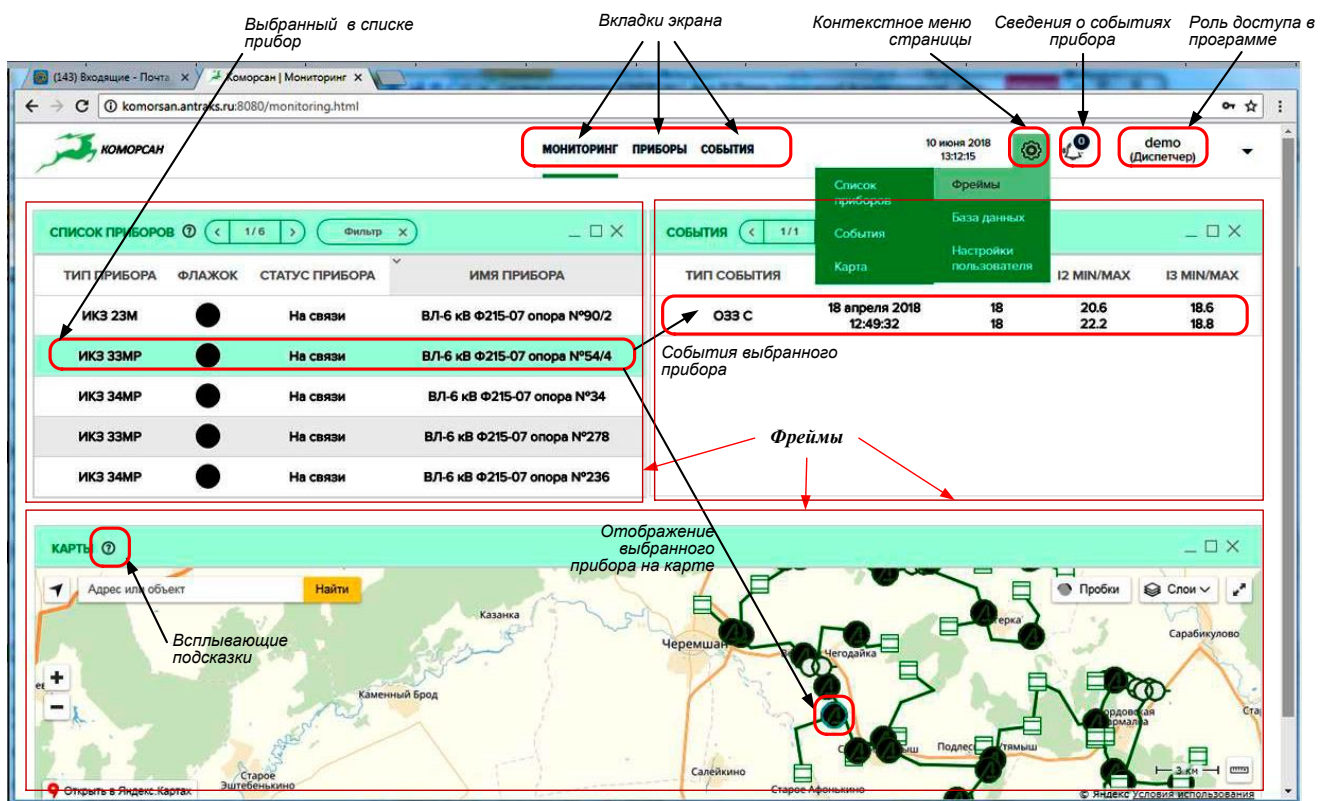 Выбранный в списке
прибор
Вкладки экрана
Контекстное меню
страницы
Сведения о событиях
прибора
Роль доступа в
программе
(143) Входящие - Почта
Коморсан | Мониторинг
komorsan.antraks.ru:8080/monitoring.html
КОМОРСАН
МОНИТОРИНГ ПРИБОРЫ СОБЫТИЯ
10 июня 2018
13:12:15
0
demo
(Диспетчер)
Список
приборов
События
Карта
Фреймы
База данных
Настройки
пользователя
СПИСОК ПРИБОРОВ 1/6 Фильтр
ТИП ПРИБОРА ФЛАЖОК СТАТУС ПРИБОРА ИМЯ ПРИБОРА
ИКЗ 23М На связи ВЛ-6 кВ Ф215-07 опора №90/2
ИКЗ 33МР На связи ВЛ-6 кВ Ф215-07 опора №54/4
ИКЗ 34МР На связи ВЛ-6 кВ Ф215-07 опора №34
ИКЗ 33МР На связи ВЛ-6 кВ Ф215-07 опора №278
ИКЗ 34МР На связи ВЛ-6 кВ Ф215-07 опора №236
СОБЫТИЯ 1/1
ТИП СОБЫТИЯ I2 MIN/MAX I3 MIN/MAX
ОЗЗ С 18 апреля 2018 18 20.6 18.6
12:49:32 18 22.2 18.8
События выбранного
прибора
Фреймы
Отображение
выбранного
прибора на карте
КАРТЫ
Адрес или объект Найти
Пробки Слои
Всплывающие
подсказки
Казанка
Черемшан
Чегодайка
Сарабикулово
Каменный Брод
Старое
Эштебенькино
Салейкино
Старое Афонькино
3 км
Открыть в Яндекс.Картах
© Яндекс Условия использования